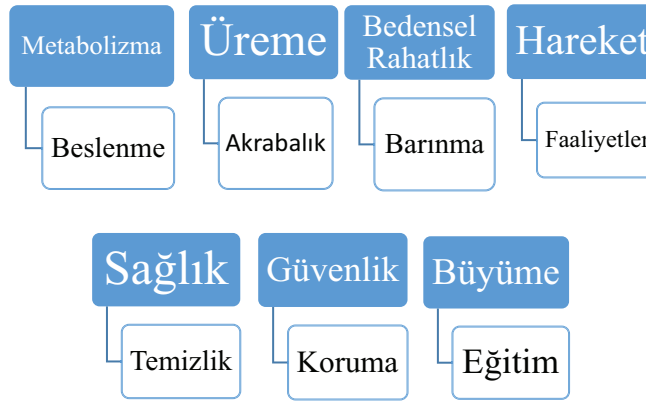 Metabolizma
Beslenme
Üreme
Akrabalık
Bedensel
Rahatlık
Barınma
Hareket
Faaliyetler
Sağlık
Temizlik
Güvenlik
Koruma
Büyüme
Eğitim